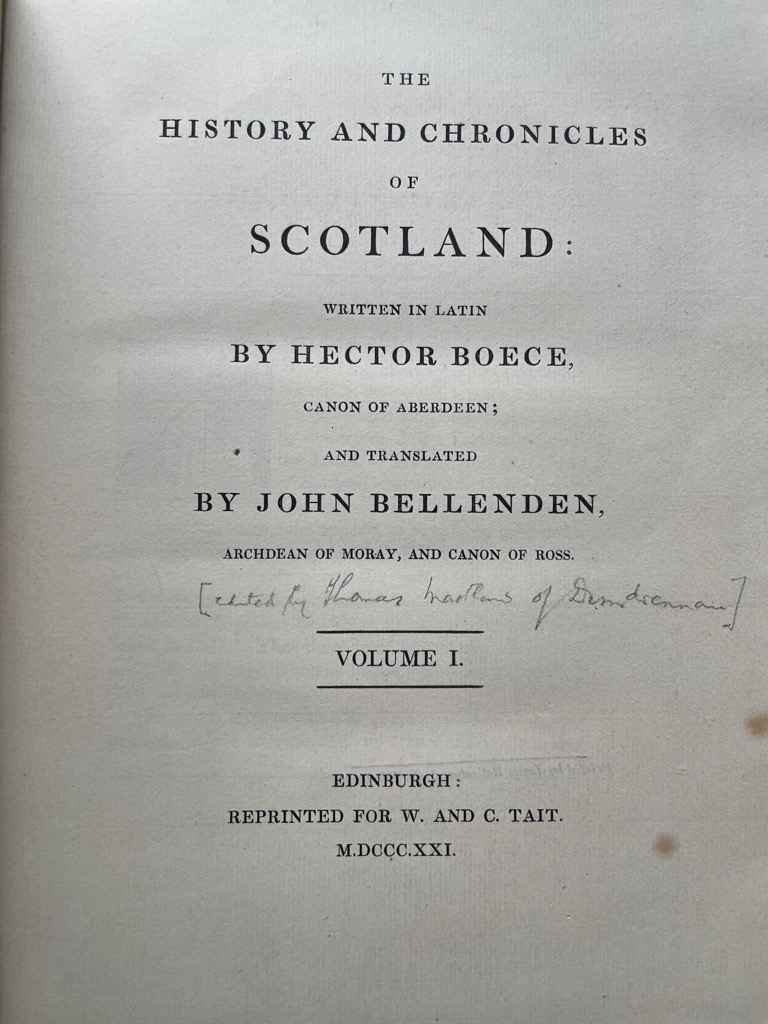 THE
HISTORY AND CHRONICLES
OF
SCOTLAND:
WRITTEN IN LATIN
BY HECTOR BOECE,
CANON OF ABERDEEN;
AND TRANSLATED
BY JOHN BELLENDEN,
ARCHDEAN OF MORAY, AND CANON OF ROSS.
[edited by Thomas Maitland of Dundrennan]
VOLUME I.
EDINBURGH:
REPRINTED FOR W. AND C. TAIT.
M.DCCC.XXI.